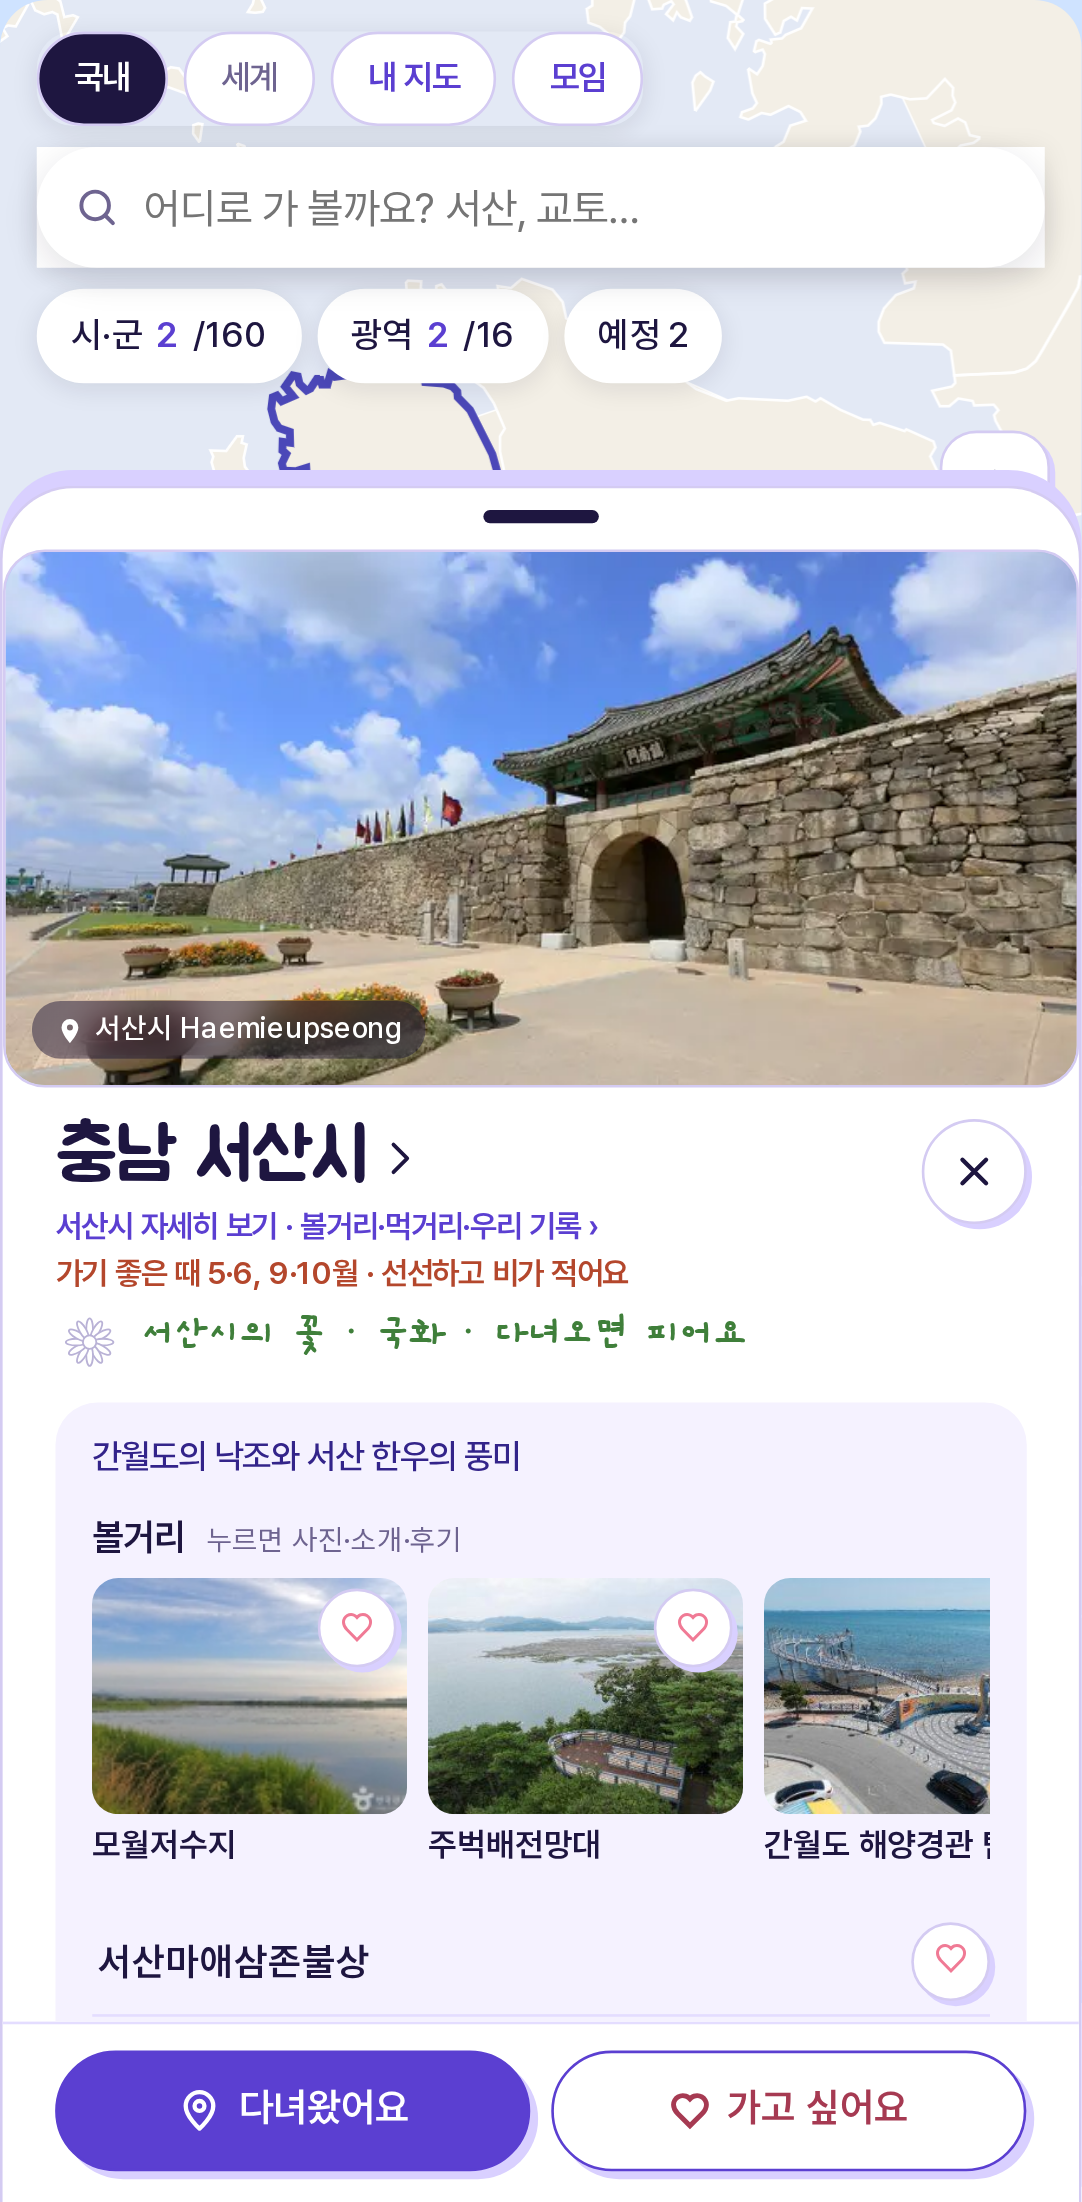 국내 세계 내 지도 모임
어디로 가 볼까요? 서산, 교토...
시·군 2 /160 광역 2 /16 예정 2
서산시 Haemieupseong
충남 서산시 >
서산시 자세히 보기 · 볼거리·먹거리·우리 기록 ›
가기 좋은 때 5·6, 9·10월 · 선선하고 비가 적어요
서산시의 꽃 · 국화 · 다녀오면 피어요
간월도의 낙조와 서산 한우의 풍미
볼거리 누르면 사진·소개·후기
모월저수지 주벅배전망대 간월도 해양경관
서산마애삼존불상
다녀왔어요 가고 싶어요